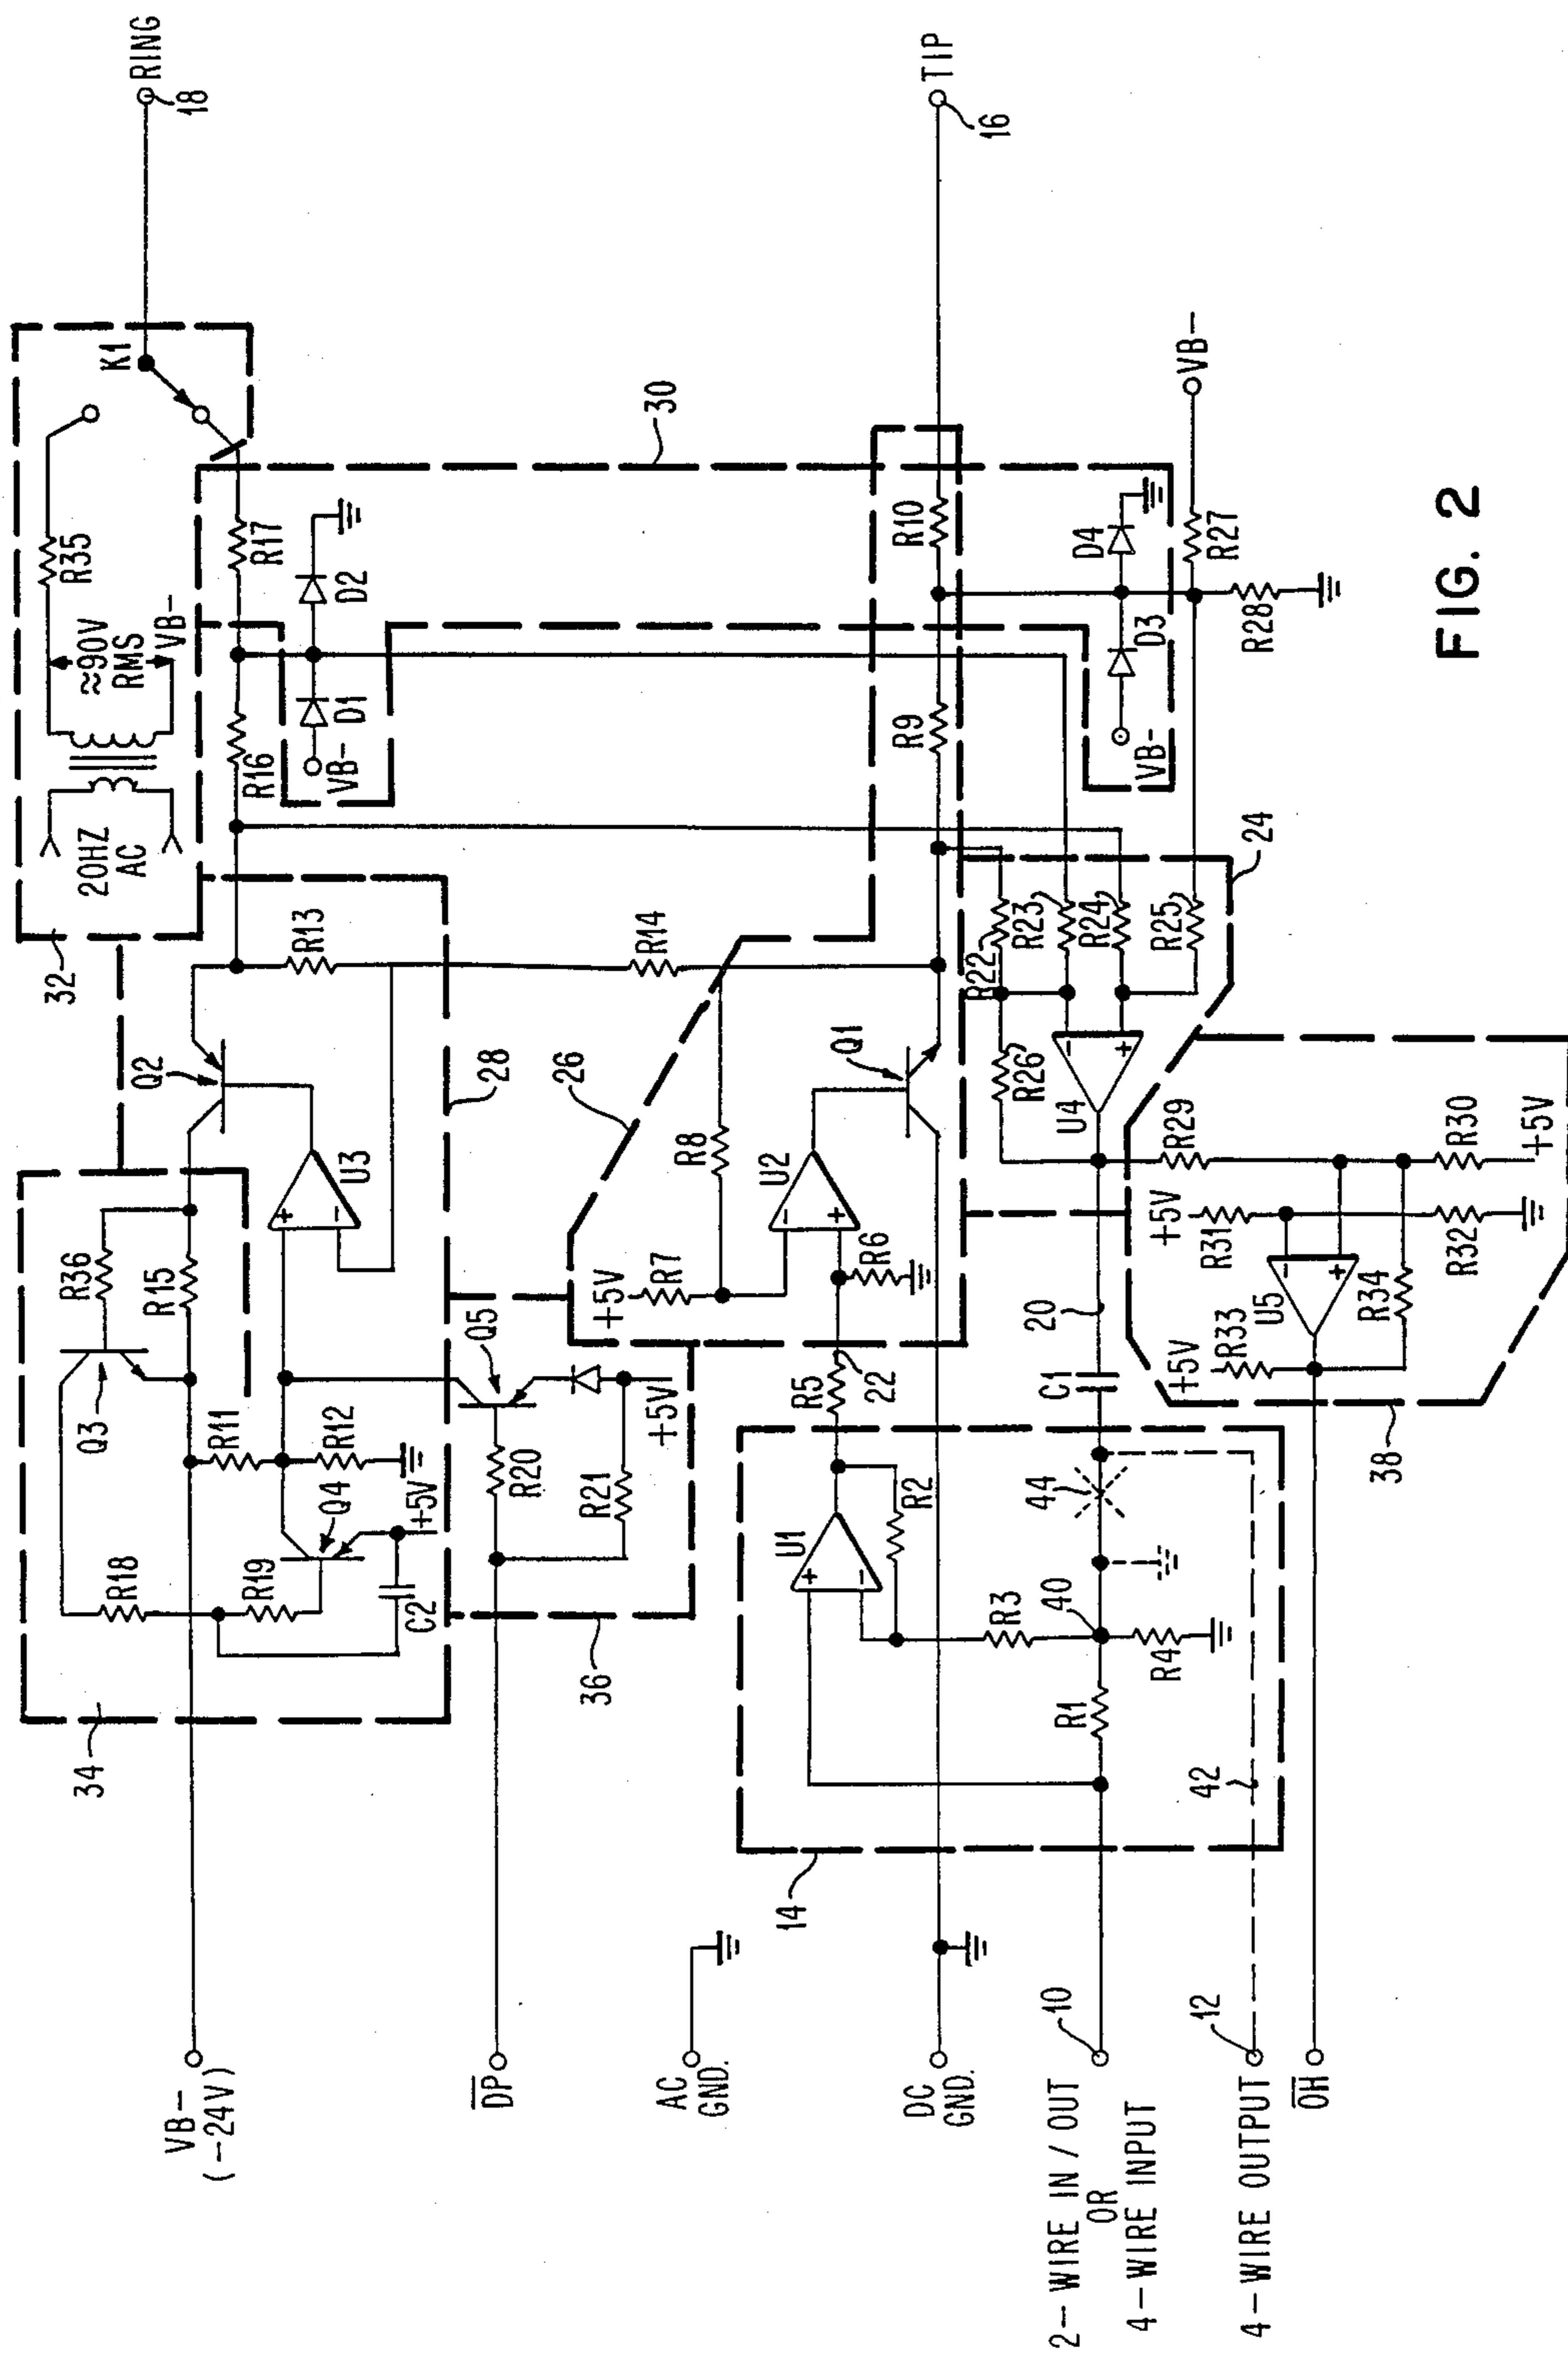 32
20HZ
AC
≈90V
RMS
VB-
R35
K1
RING
18
34
Q3
R36
R15
R18
R19
Q4
+5V
C2
R11
R12
U3
+
-
Q2
28
R13
R14
R16
R17
VB-
D1
D2
30
VB-
(-24V)
DP
36
R20
R21
Q5
+5V
AC
GND.
DC
GND.
26
+5V
R7
R8
U2
-
+
R6
Q1
R9
R10
TIP
16
14
U1
+
-
R2
R5
22
R3
R1
40
R4
44
42
C1
20
2-WIRE IN / OUT
OR
4-WIRE INPUT
10
4-WIRE OUTPUT
12
OH
38
R22
R23
R24
R25
R26
U4
-
+
24
VB-
D3
D4
R27
VB-
R28
R29
R30
+5V
+5V
R31
R32
U5
-
+
R34
+5V
R33
FIG. 2